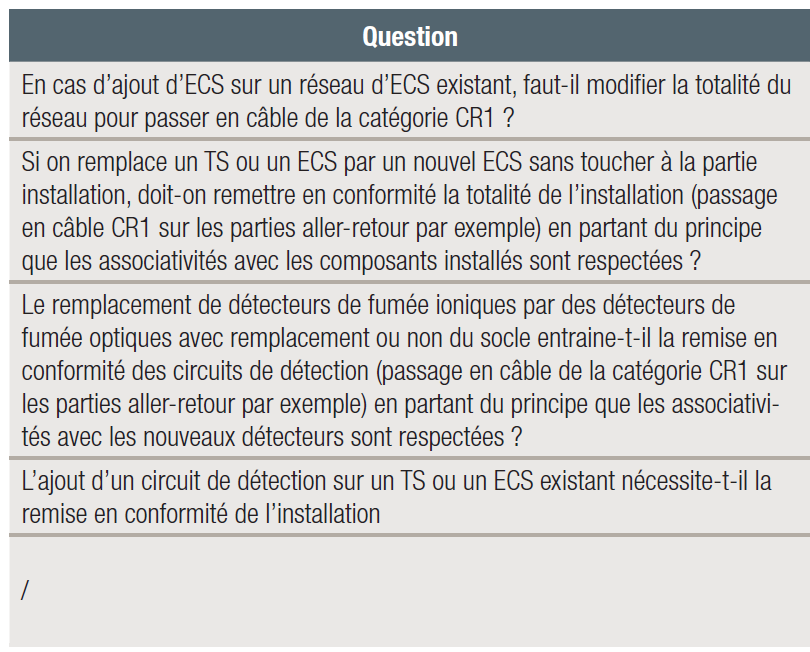 Question
En cas d’ajout d’ECS sur un réseau d’ECS existant, faut-il modifier la totalité du
réseau pour passer en câble de la catégorie CR1 ?
Si on remplace un TS ou un ECS par un nouvel ECS sans toucher à la partie
installation, doit-on remettre en conformité la totalité de l’installation (passage
en câble CR1 sur les parties aller-retour par exemple) en partant du principe
que les associativités avec les composants installés sont respectées ?
Le remplacement de détecteurs de fumée ioniques par des détecteurs de
fumée optiques avec remplacement ou non du socle entraine-t-il la remise en
conformité des circuits de détection (passage en câble de la catégorie CR1 sur
les parties aller-retour par exemple) en partant du principe que les associativi-
tés avec les nouveaux détecteurs sont respectées ?
L’ajout d’un circuit de détection sur un TS ou un ECS existant nécessite-t-il la
remise en conformité de l’installation
/